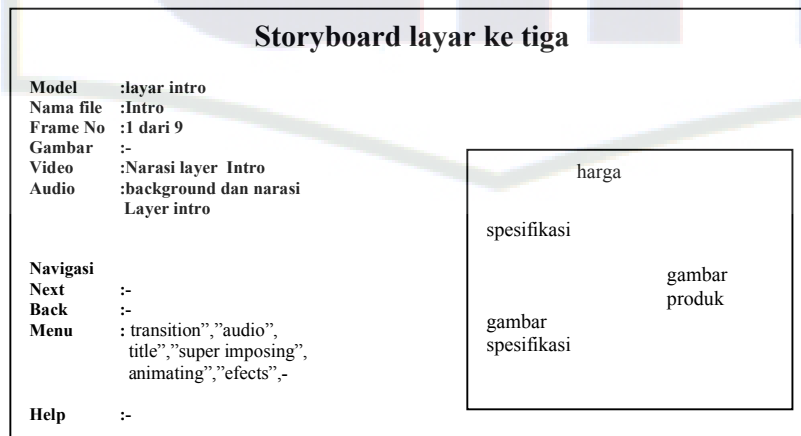 Storyboard layar ke tiga
Model :layar intro
Nama file :Intro
Frame No :1 dari 9
Gambar :-
Video :Narasi layer Intro
Audio :background dan narasi
Layer intro
Navigasi
Next :-
Back :-
Menu : transition”,”audio”,
title”,”super imposing”,
animating”,”efects”,-
Help :-
harga
spesifikasi
gambar
produk
gambar
spesifikasi